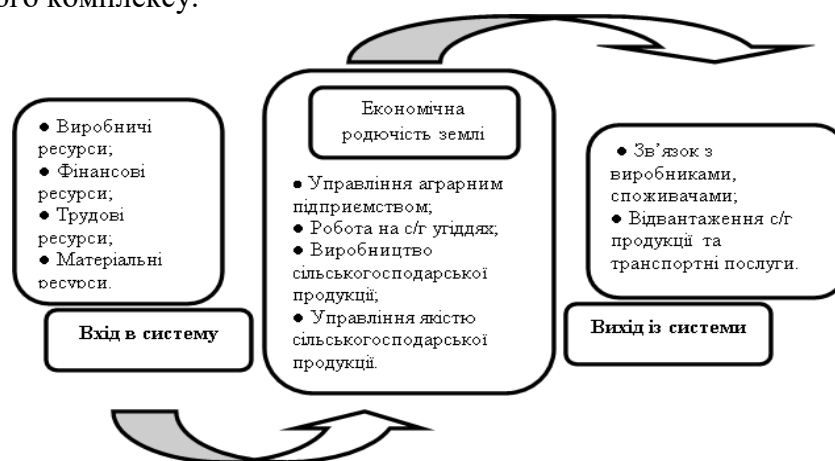 ого комплексу.
● Виробничі
ресурси;
● Фінансові
ресурси;
● Трудові
ресурси;
● Матеріальні
ресурси.
Вхід в систему
Економічна
родючість землі
● Управління аграрним
підприємством;
● Робота на с/г угіддях;
● Виробництво
сільськогосподарської
продукції;
● Управління якістю
сільськогосподарської
продукції.
● Зв’язок з
виробниками,
споживачами;
● Відвантаження с/г
продукції та
транспортні послуги.
Вихід із системи